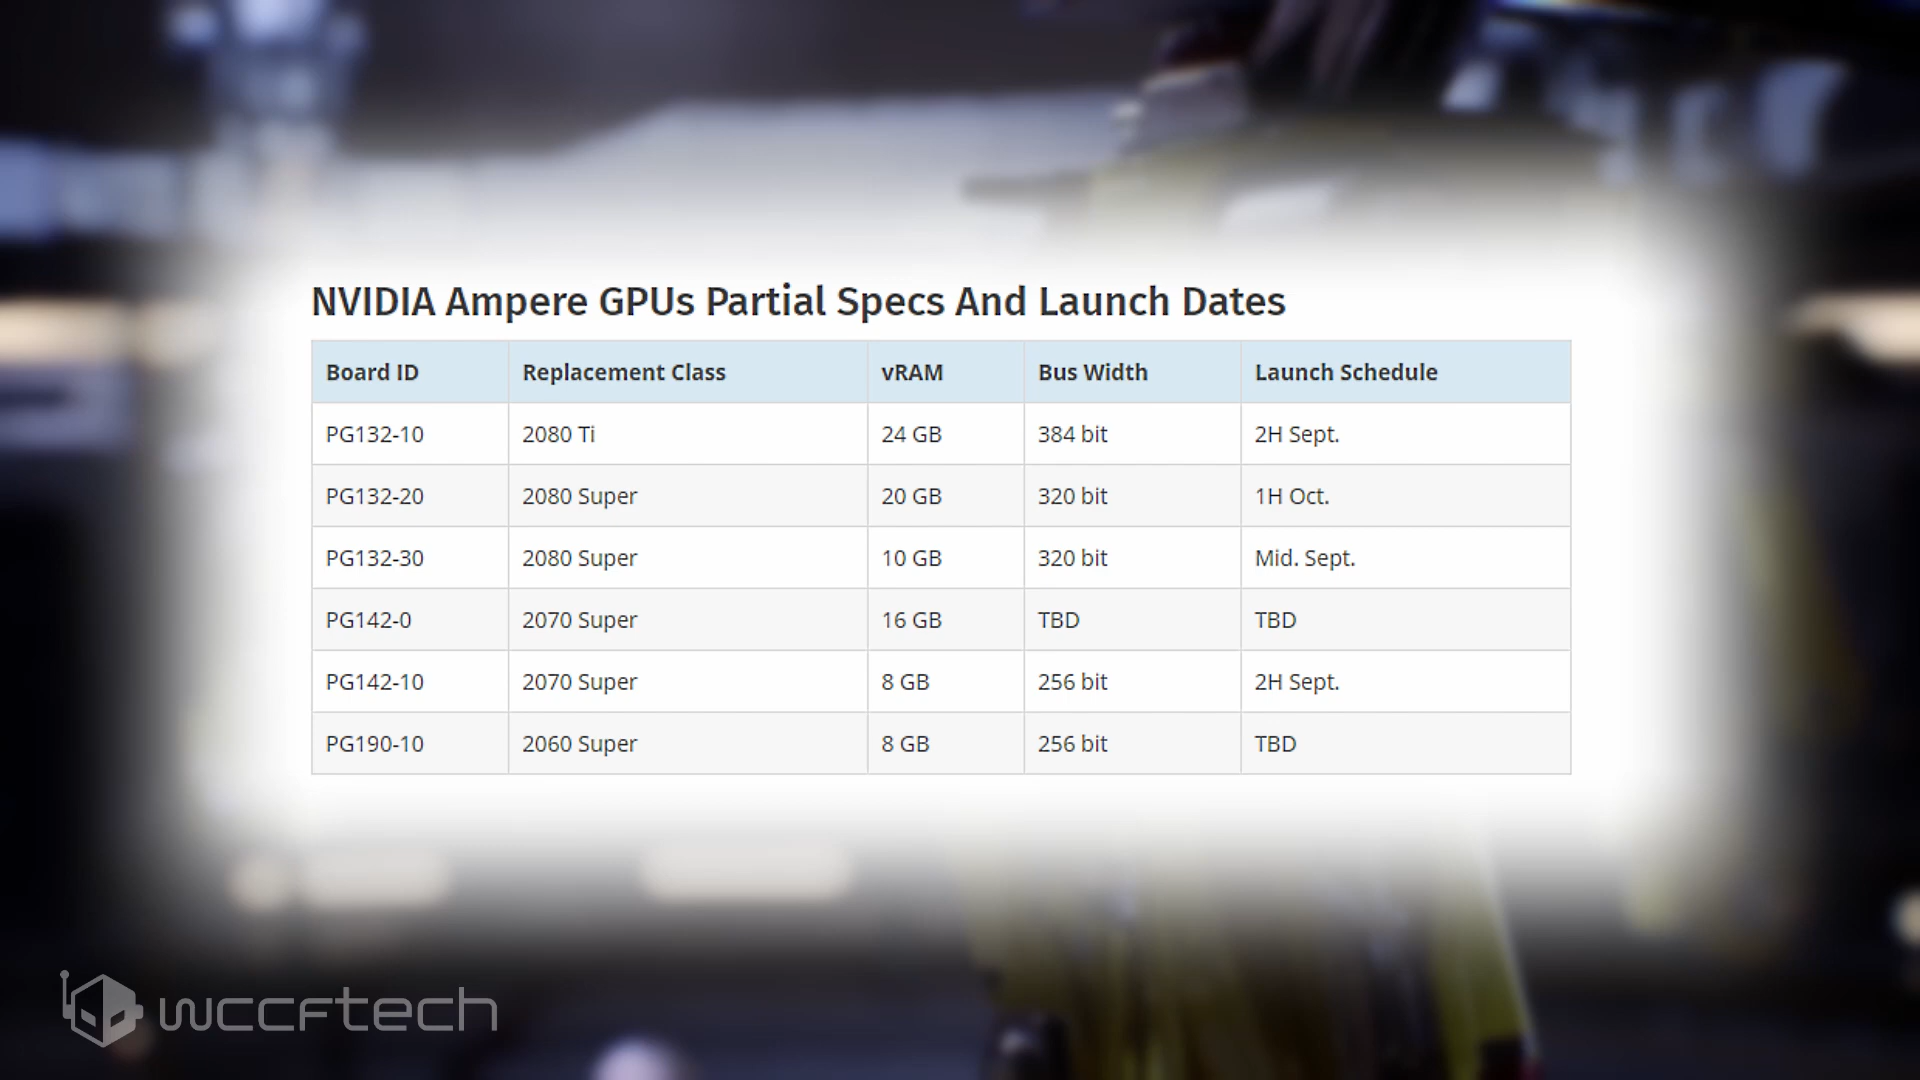 NVIDIA Ampere GPUs Partial Specs And Launch Dates
Board ID Replacement Class vRAM Bus Width Launch Schedule
PG132-10 2080 Ti 24 GB 384 bit 2H Sept.
PG132-20 2080 Super 20 GB 320 bit 1H Oct.
PG132-30 2080 Super 10 GB 320 bit Mid. Sept.
PG142-0 2070 Super 16 GB TBD TBD
PG142-10 2070 Super 8 GB 256 bit 2H Sept.
PG190-10 2060 Super 8 GB 256 bit TBD
wccftech